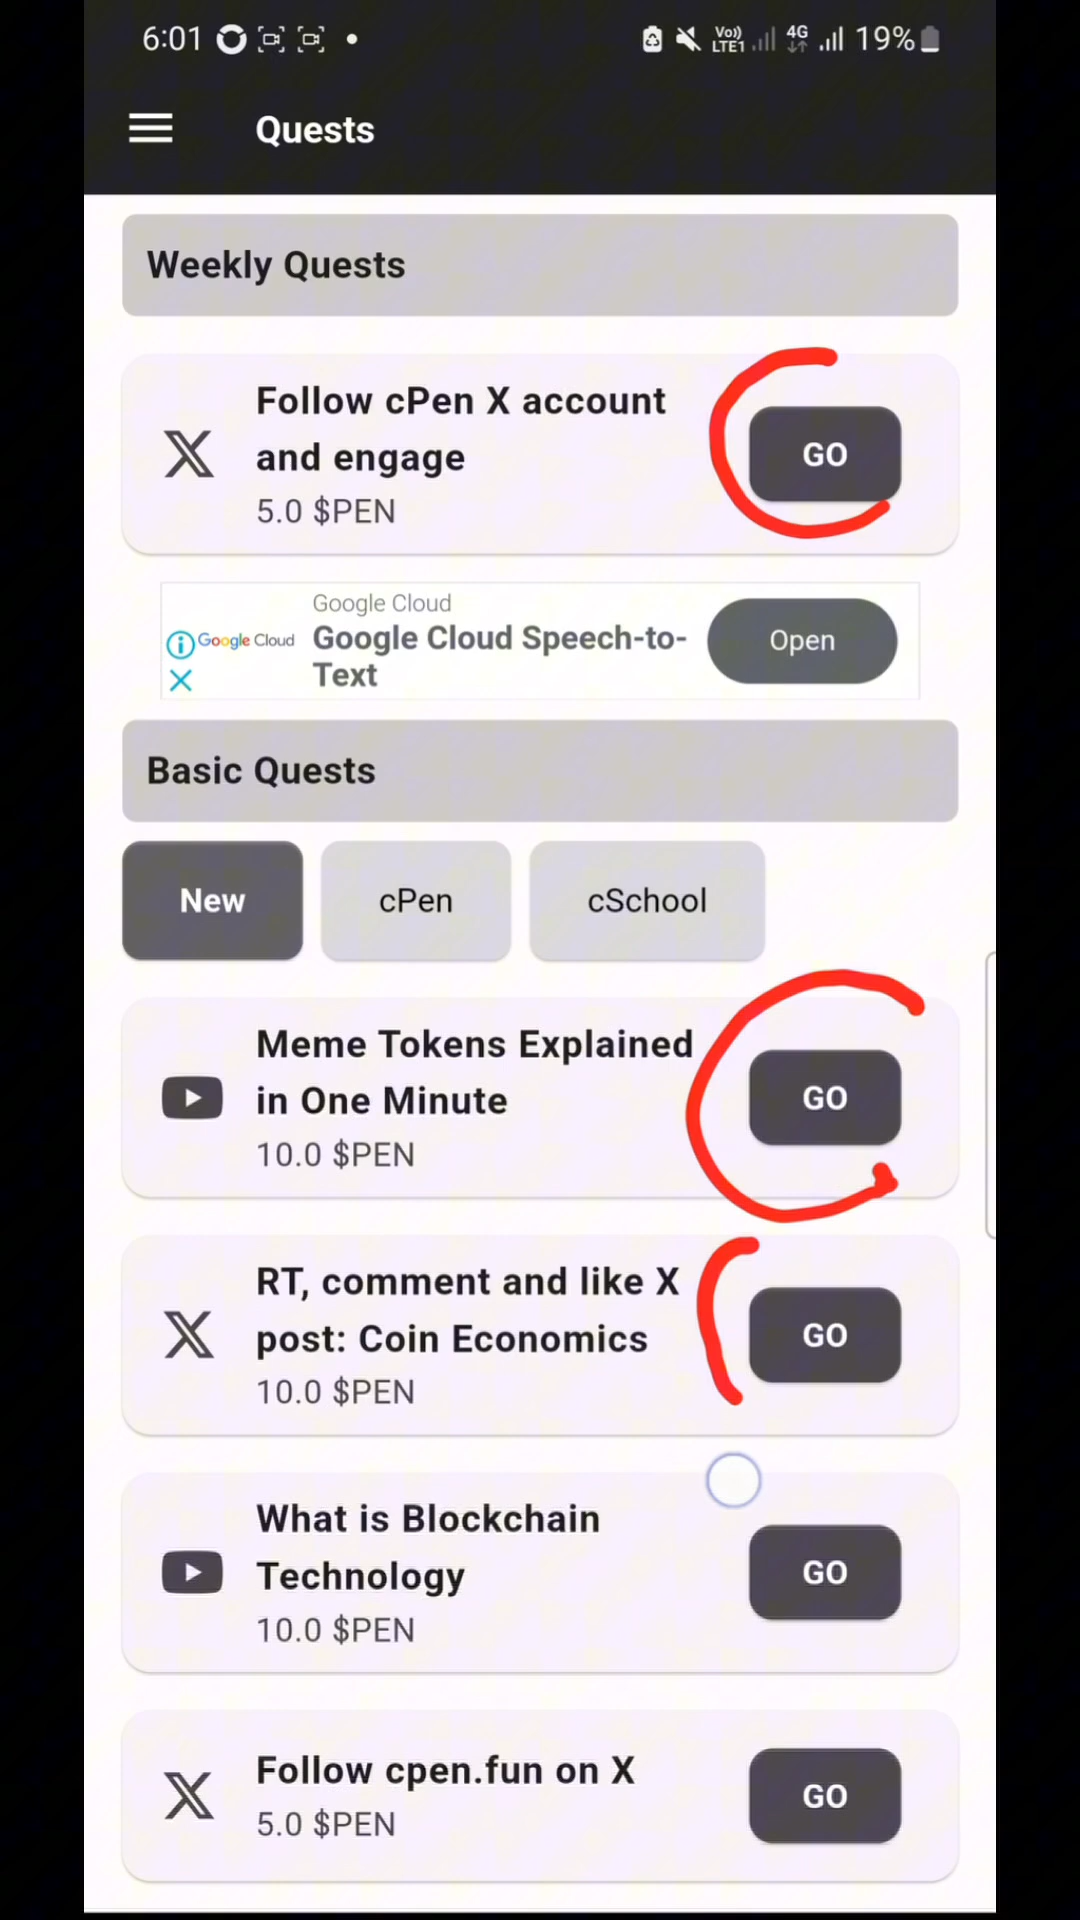 6:01
Vo)) LTE1 4G 19%
Quests
Weekly Quests
Follow cPen X account
and engage
5.0 $PEN
GO
Google Cloud
Google Cloud
Google Cloud Speech-to-
Text
Open
Basic Quests
New
cPen
cSchool
Meme Tokens Explained
in One Minute
10.0 $PEN
GO
RT, comment and like X
post: Coin Economics
10.0 $PEN
GO
What is Blockchain
Technology
10.0 $PEN
GO
Follow cpen.fun on X
5.0 $PEN
GO